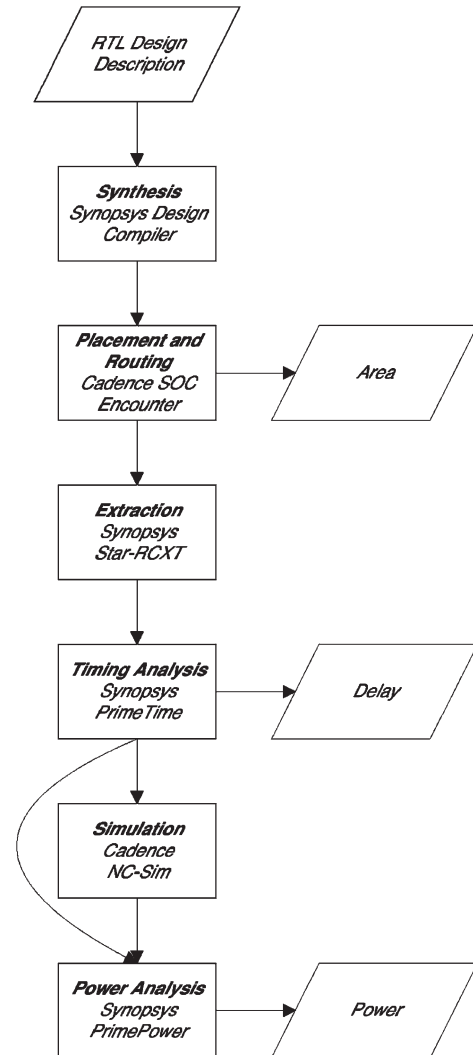 RTL Design
Description
Synthesis
Synopsys Design
Compiler
Placement and
Routing
Cadence SOC
Encounter
Area
Extraction
Synopsys
Star-RCXT
Timing Analysis
Synopsys
PrimeTime
Delay
Simulation
Cadence
NC-Sim
Power Analysis
Synopsys
PrimePower
Power